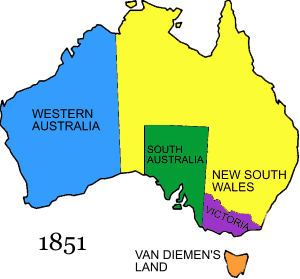 WESTERN
AUSTRALIA
SOUTH
AUSTRALIA
NEW SOUTH
WALES
VICTORIA
1851
VAN DIEMEN'S
LAND